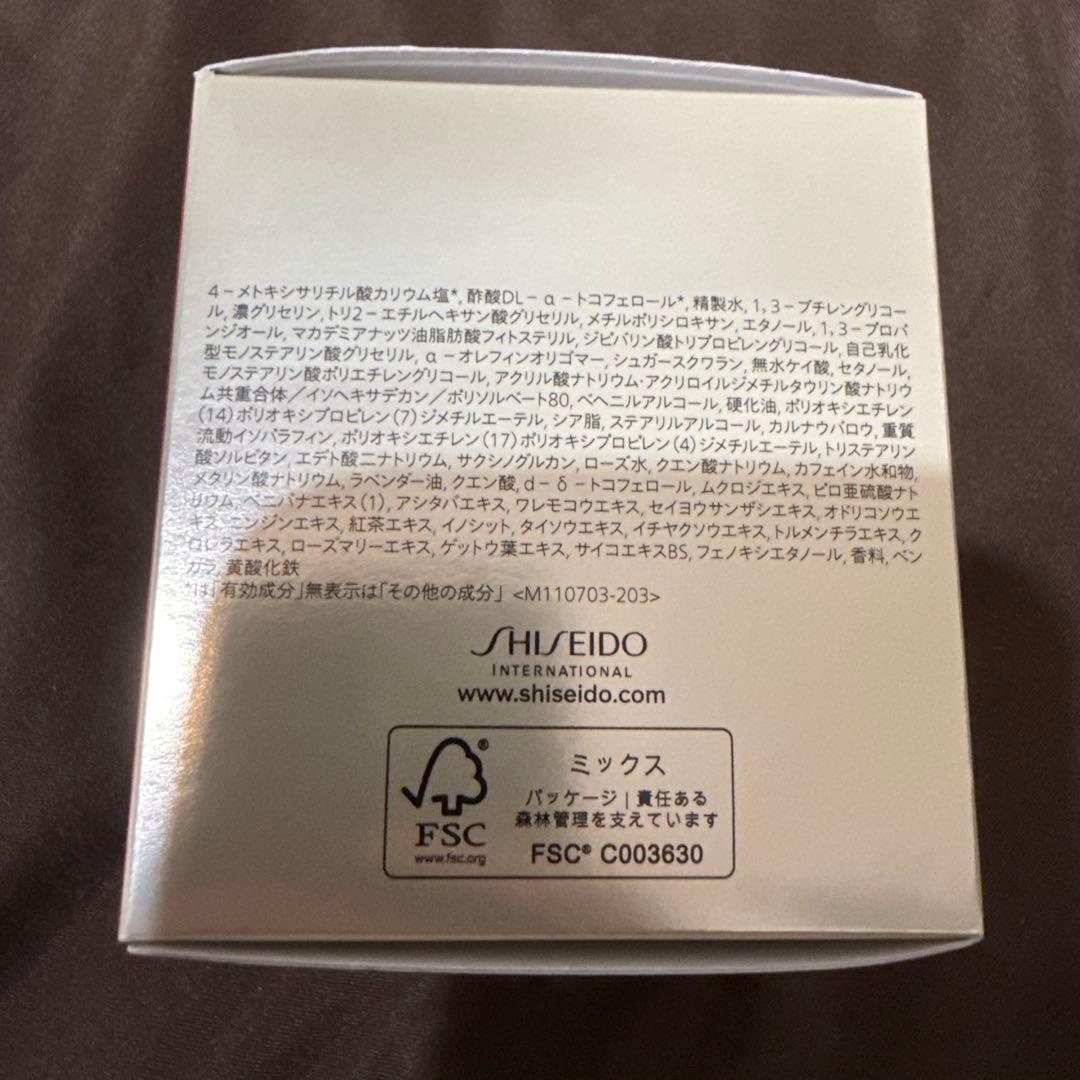 4-メトキシサリチル酸カリウム塩*, 酢酸DL-α-トコフェロール*, 精製水, 1, 3-ブチレングリコー
ル, 濃グリセリン, トリ2-エチルヘキサン酸グリセリル, メチルポリシロキサン, エタノール, 1, 3-プロパ
ンジオール, マカデミアナッツ油脂肪酸フィトステリル, ジピバリン酸トリプロピレングリコール, 自己乳化
型モノステアリン酸グリセリル, α-オレフィンオリゴマー, シュガースクワラン, 無水ケイ酸, セタノール,
モノステアリン酸ポリエチレングリコール, アクリル酸ナトリウム・アクリロイルジメチルタウリン酸ナトリウ
ム共重合体/イソヘキサデカン/ポリソルベート80, ベヘニルアルコール, 硬化油, ポリオキシエチレン
(14)ポリオキシプロピレン(7)ジメチルエーテル, シア脂, ステアリルアルコール, カルナウバロウ, 重質
流動イソパラフィン, ポリオキシエチレン(17)ポリオキシプロピレン(4)ジメチルエーテル, トリステアリン
酸ソルビタン, エデト酸二ナトリウム, サクシノグルカン, ローズ水, クエン酸ナトリウム, カフェイン水和物,
メタリン酸ナトリウム, ラベンダー油, クエン酸, d-δ-トコフェロール, ムクロジエキス, ピロ亜硫酸ナト
リウム, ベニバナエキス(1), アシタバエキス, ワレモコウエキス, セイヨウサンザシエキス, オドリコソウエ
キス, ニンジンエキス, 紅茶エキス, イノシット, タイソウエキス, イチヤクソウエキス, トルメンチラエキス, ク
ロレラエキス, ローズマリーエキス, ゲットウ葉エキス, サイコエキスBS, フェノキシエタノール, 香料, ベン
ガラ, 黄酸化鉄
*は「有効成分」無表示は「その他の成分」 <M110703-203>
SHISEIDO
INTERNATIONAL
www.shiseido.com
ミックス
パッケージ | 責任ある
森林管理を支えています
FSC® C003630
®
FSC
www.fsc.org